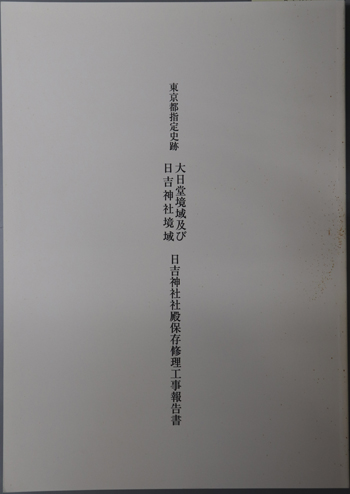 東京都指定史跡
大日堂境域及び
日吉神社境域
日吉神社社殿保存修理工事報告書